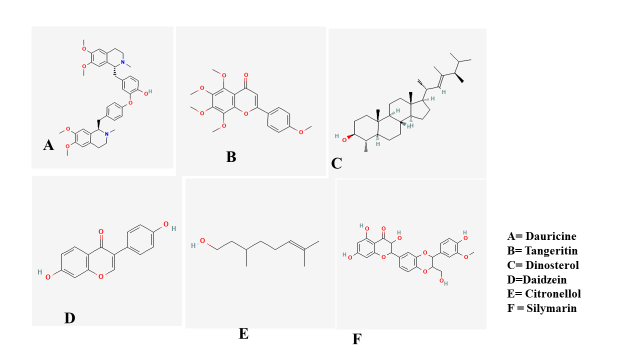 A
B
C
D
E
F
A= Dauricine
B= Tangeritin
C= Dinosterol
D=Daidzein
E= Citronellol
F = Silymarin